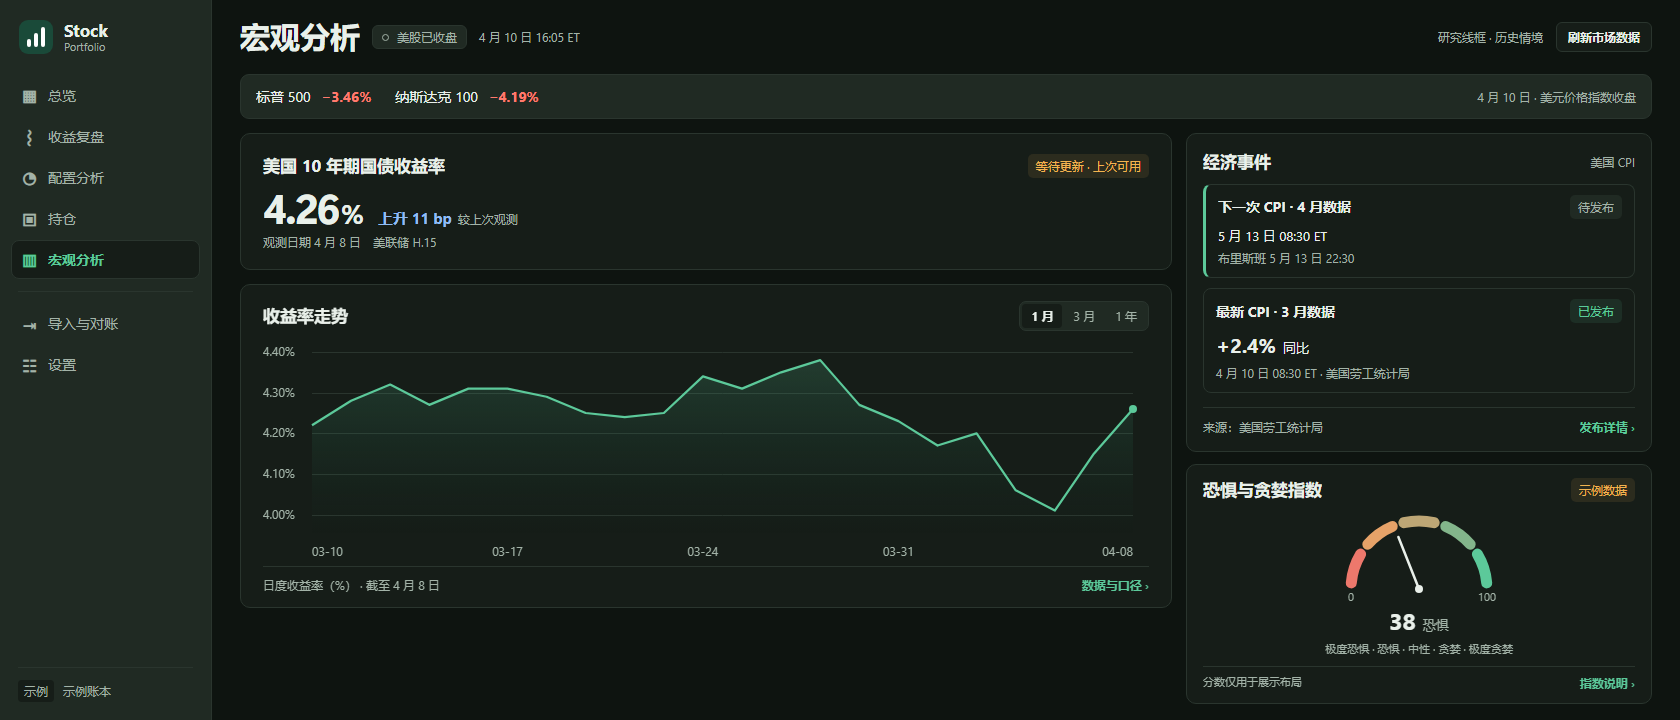 Stock
Portfolio
总览
收益复盘
配置分析
持仓
宏观分析
导入与对账
设置
示例 示例账本
宏观分析 美股已收盘 4 月 10 日 16:05 ET
研究线框 · 历史情境 刷新市场数据
标普 500 −3.46% 纳斯达克 100 −4.19%
4 月 10 日 · 美元价格指数收盘
美国 10 年期国债收益率
等待更新 · 上次可用
4.26% 上升 11 bp 较上次观测
观测日期 4 月 8 日 美联储 H.15
收益率走势
1 月 3 月 1 年
4.40%
4.30%
4.20%
4.10%
4.00%
03-10 03-17 03-24 03-31 04-08
日度收益率（%） · 截至 4 月 8 日
数据与口径 ›
经济事件
美国 CPI
下一次 CPI · 4 月数据
待发布
5 月 13 日 08:30 ET
布里斯班 5 月 13 日 22:30
最新 CPI · 3 月数据
已发布
+2.4% 同比
4 月 10 日 08:30 ET · 美国劳工统计局
来源：美国劳工统计局
发布详情 ›
恐惧与贪婪指数
示例数据
0 100
38 恐惧
极度恐惧 · 恐惧 · 中性 · 贪婪 · 极度贪婪
分数仅用于展示布局
指数说明 ›